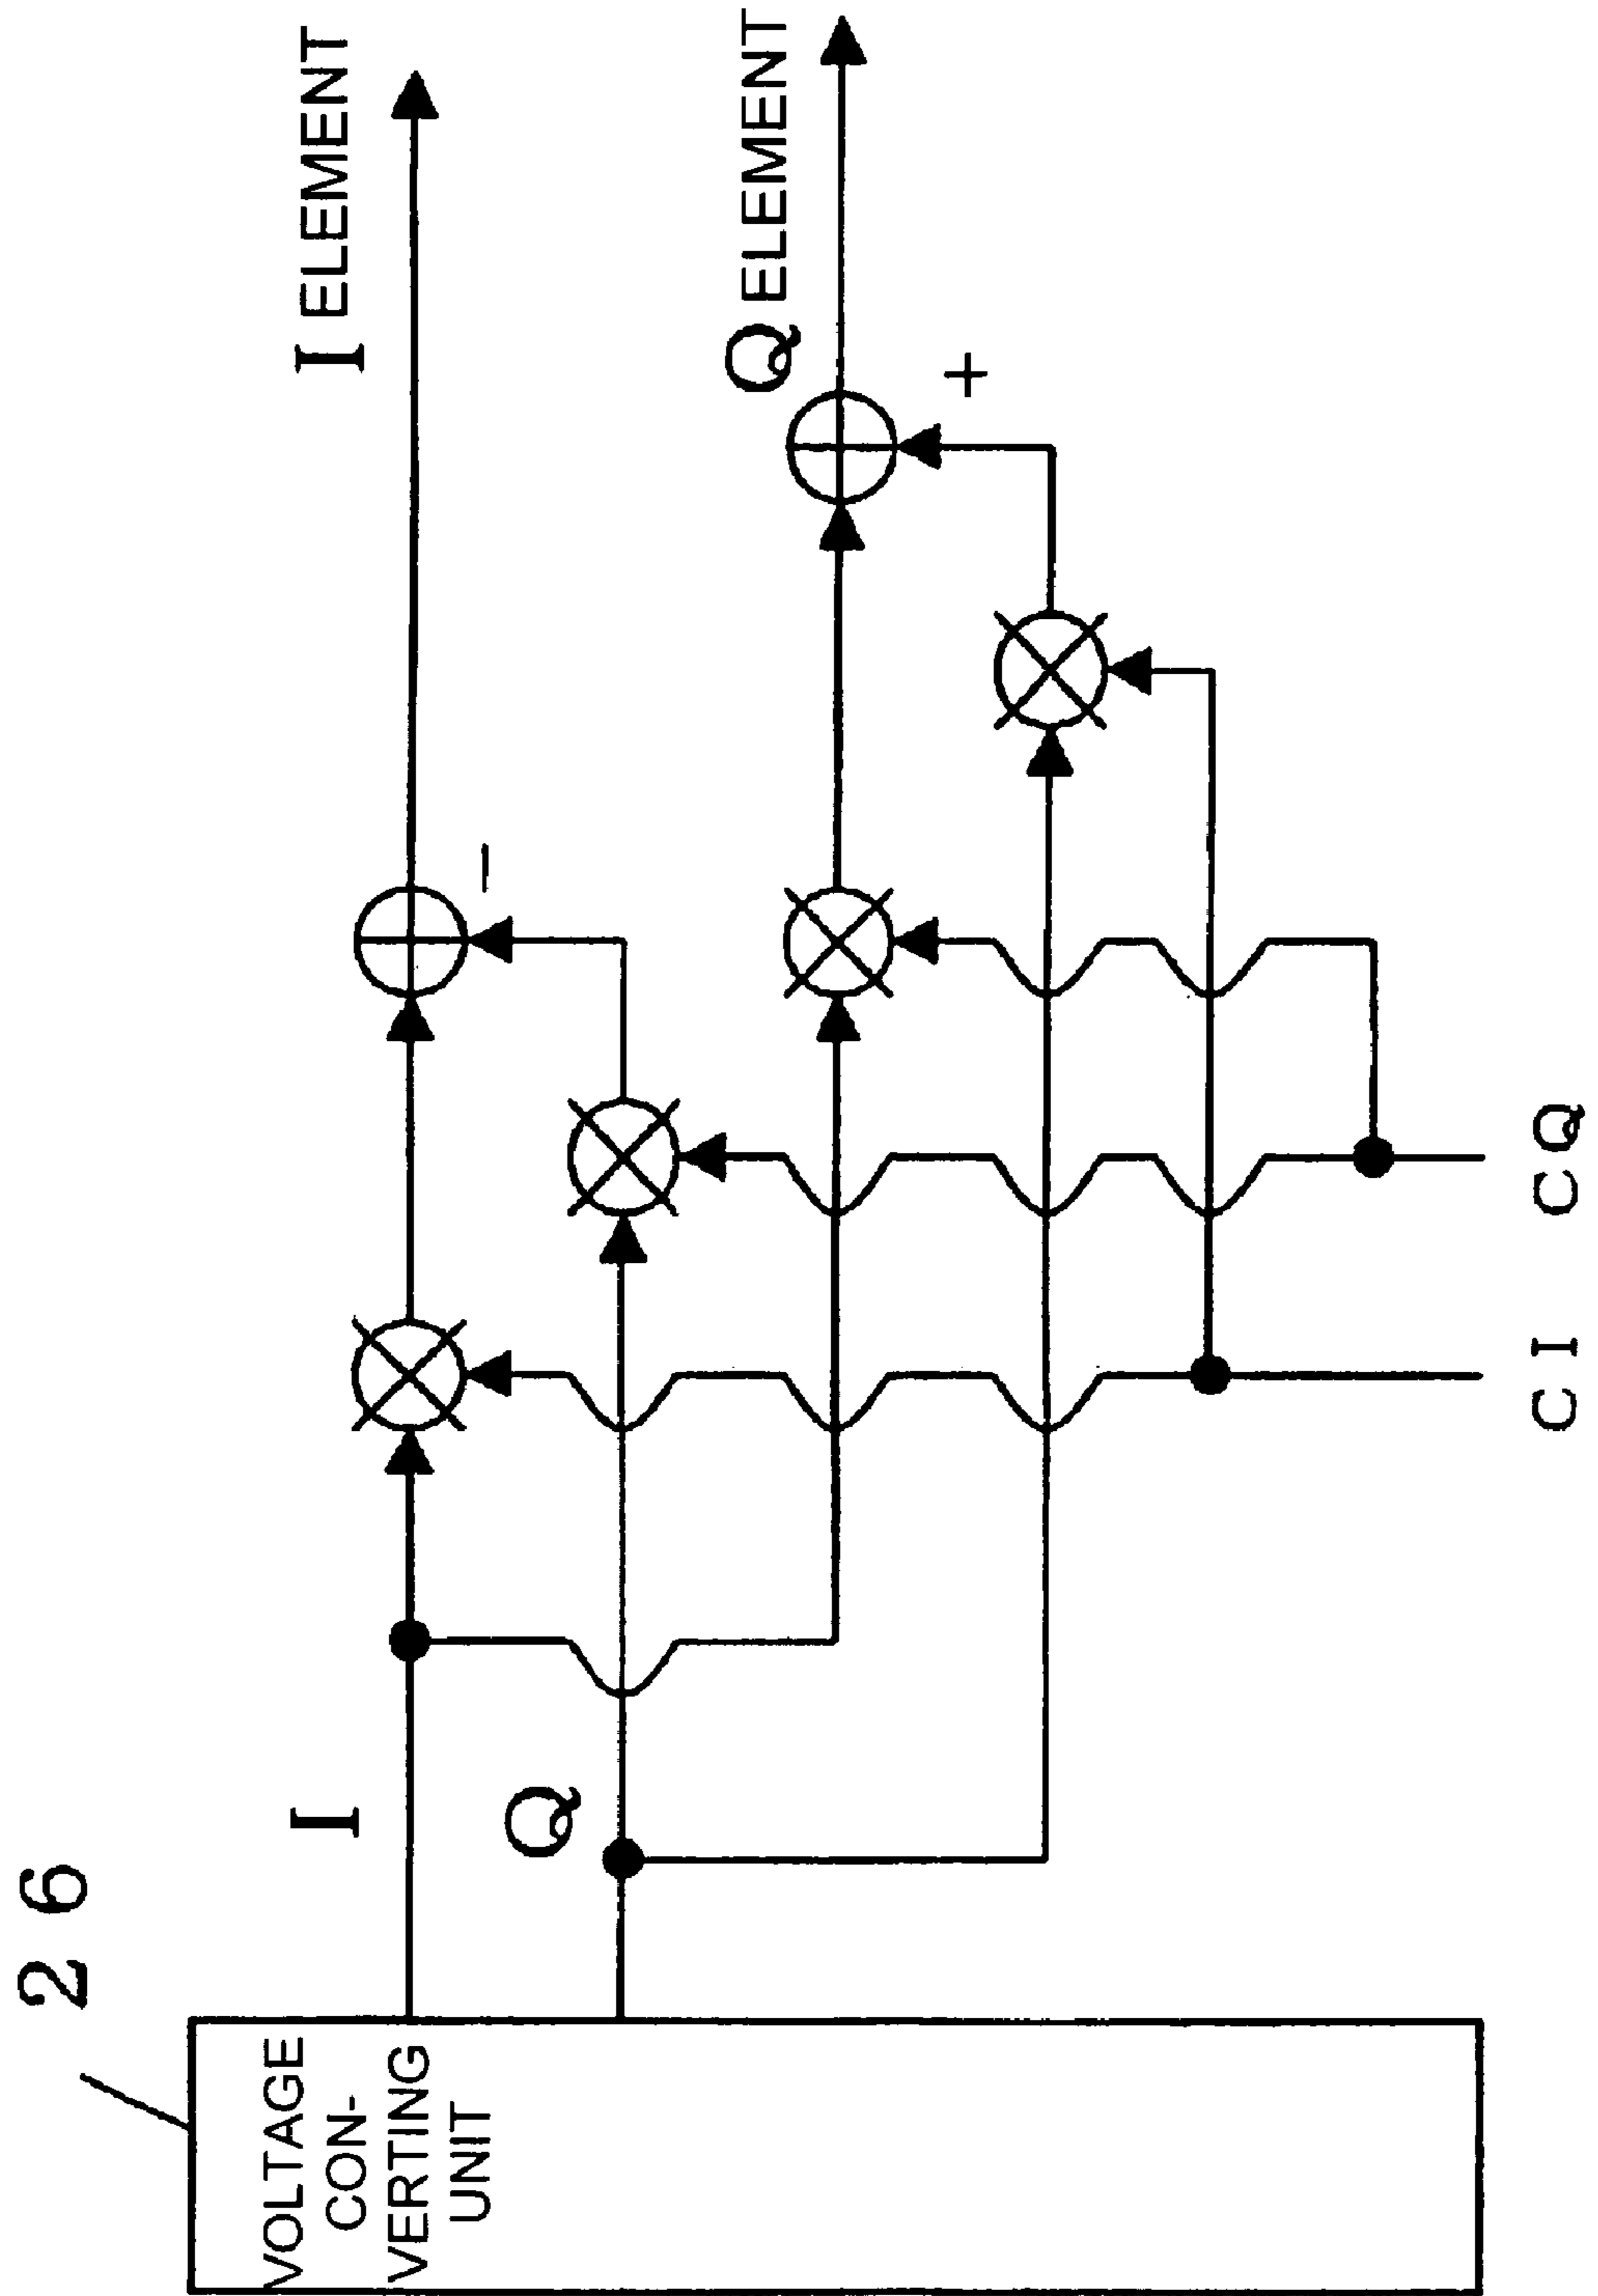 26
VOLTAGE
CON-
VERTING
UNIT
I
Q
I ELEMENT
Q ELEMENT
−
+
CI
CQ